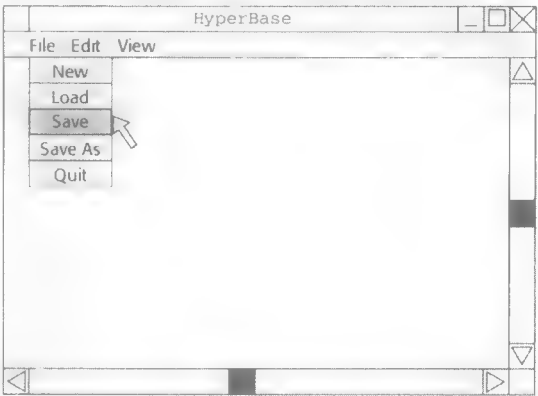 HyperBase
File Edit View
New
Load
Save
Save As
Quit